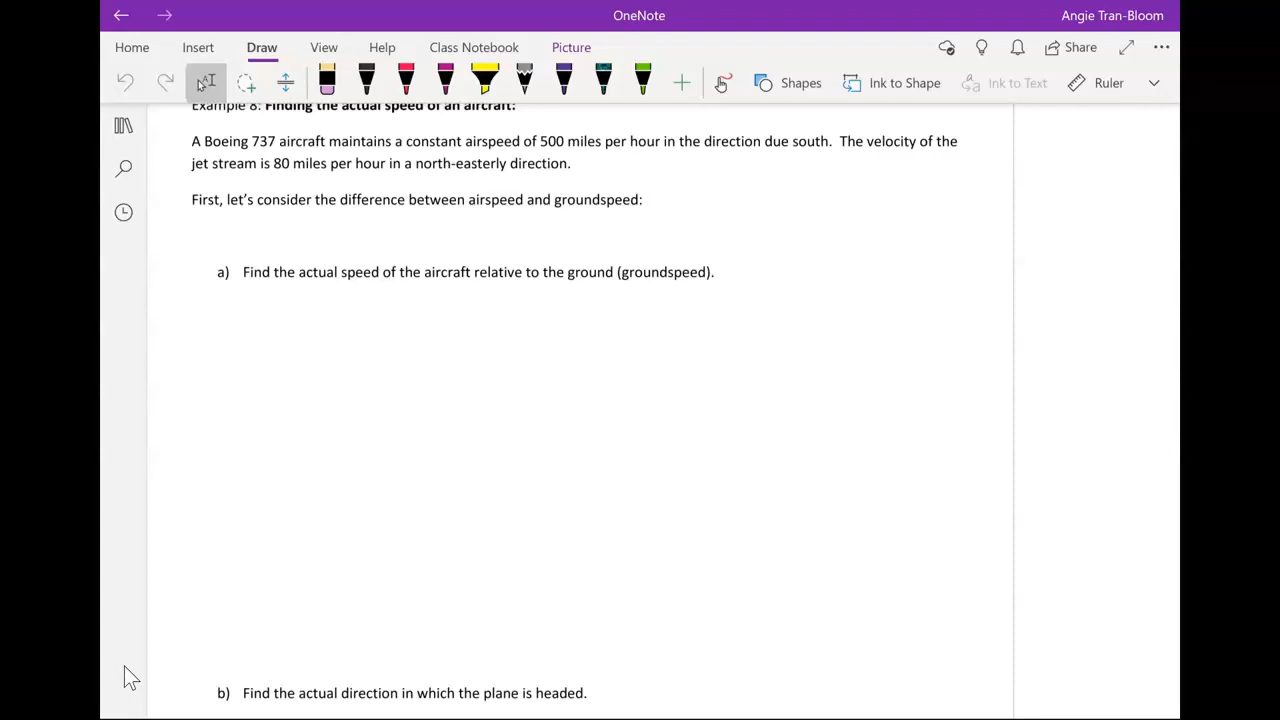 OneNote
Angie Tran-Bloom
Home Insert Draw View Help Class Notebook Picture
Share
Shapes Ink to Shape Ink to Text Ruler
Example 8: Finding the actual speed of an aircraft:
A Boeing 737 aircraft maintains a constant airspeed of 500 miles per hour in the direction due south. The velocity of the
jet stream is 80 miles per hour in a north-easterly direction.
First, let’s consider the difference between airspeed and groundspeed:
a) Find the actual speed of the aircraft relative to the ground (groundspeed).
b) Find the actual direction in which the plane is headed.